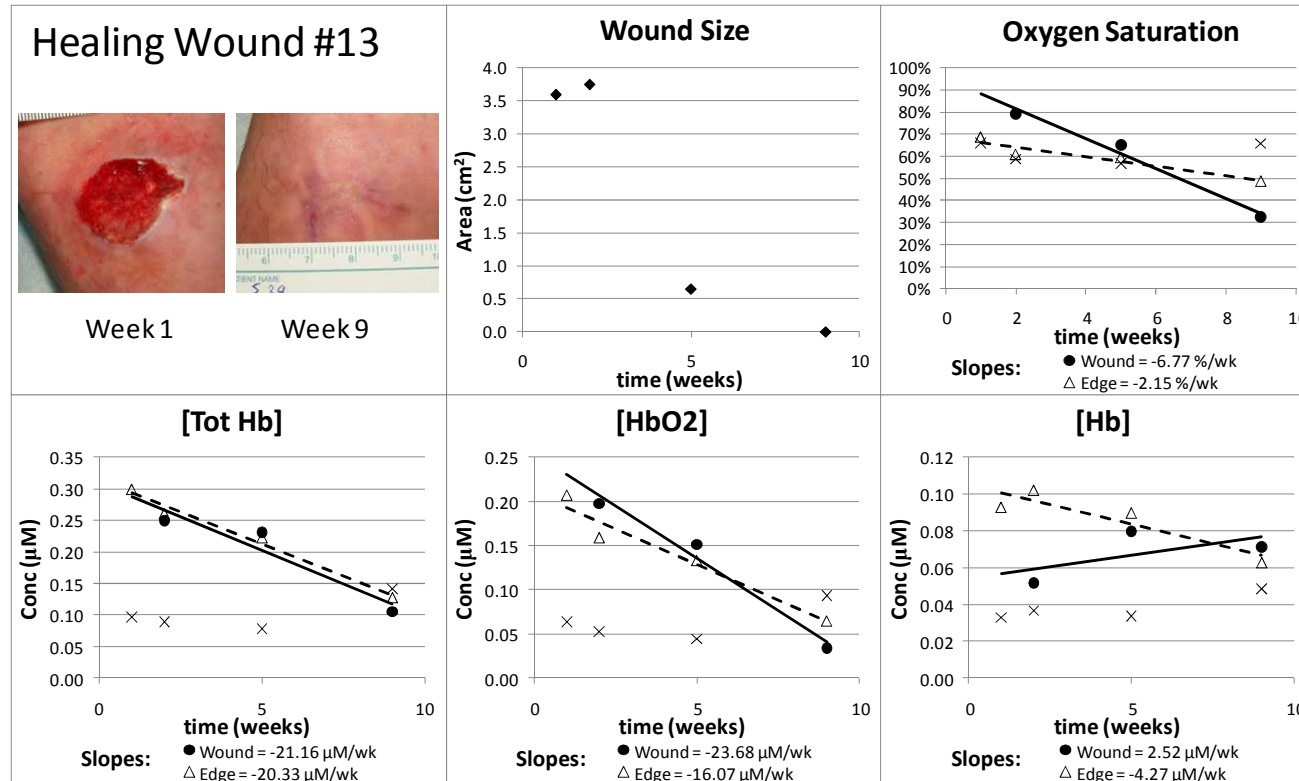 Healing Wound #13
6 7 8 9
TIENT NAME
Week 1
Week 9
Wound Size
4.0
3.5
3.0
2.5
2.0
1.5
1.0
0.5
0.0
Area (cm²)
0 5 10
time (weeks)
Oxygen Saturation
0 2 4 6 8 10
100%
90%
80%
70%
60%
50%
40%
30%
20%
10%
0%
time (weeks)
Slopes:
Wound = -6.77 %/wk
Edge = -2.15 %/wk
[Tot Hb]
0.35
0.30
0.25
0.20
0.15
0.10
0.05
0.00
Conc (µM)
0 5 10
time (weeks)
Slopes:
Wound = -21.16 µM/wk
Edge = -20.33 µM/wk
[HbO2]
0.25
0.20
0.15
0.10
0.05
0.00
Conc (µM)
0 5 10
time (weeks)
Slopes:
Wound = -23.68 µM/wk
Edge = -16.07 µM/wk
[Hb]
0.12
0.10
0.08
0.06
0.04
0.02
0.00
Conc (µM)
0 5 10
time (weeks)
Slopes:
Wound = 2.52 µM/wk
Edge = -4.27 µM/wk